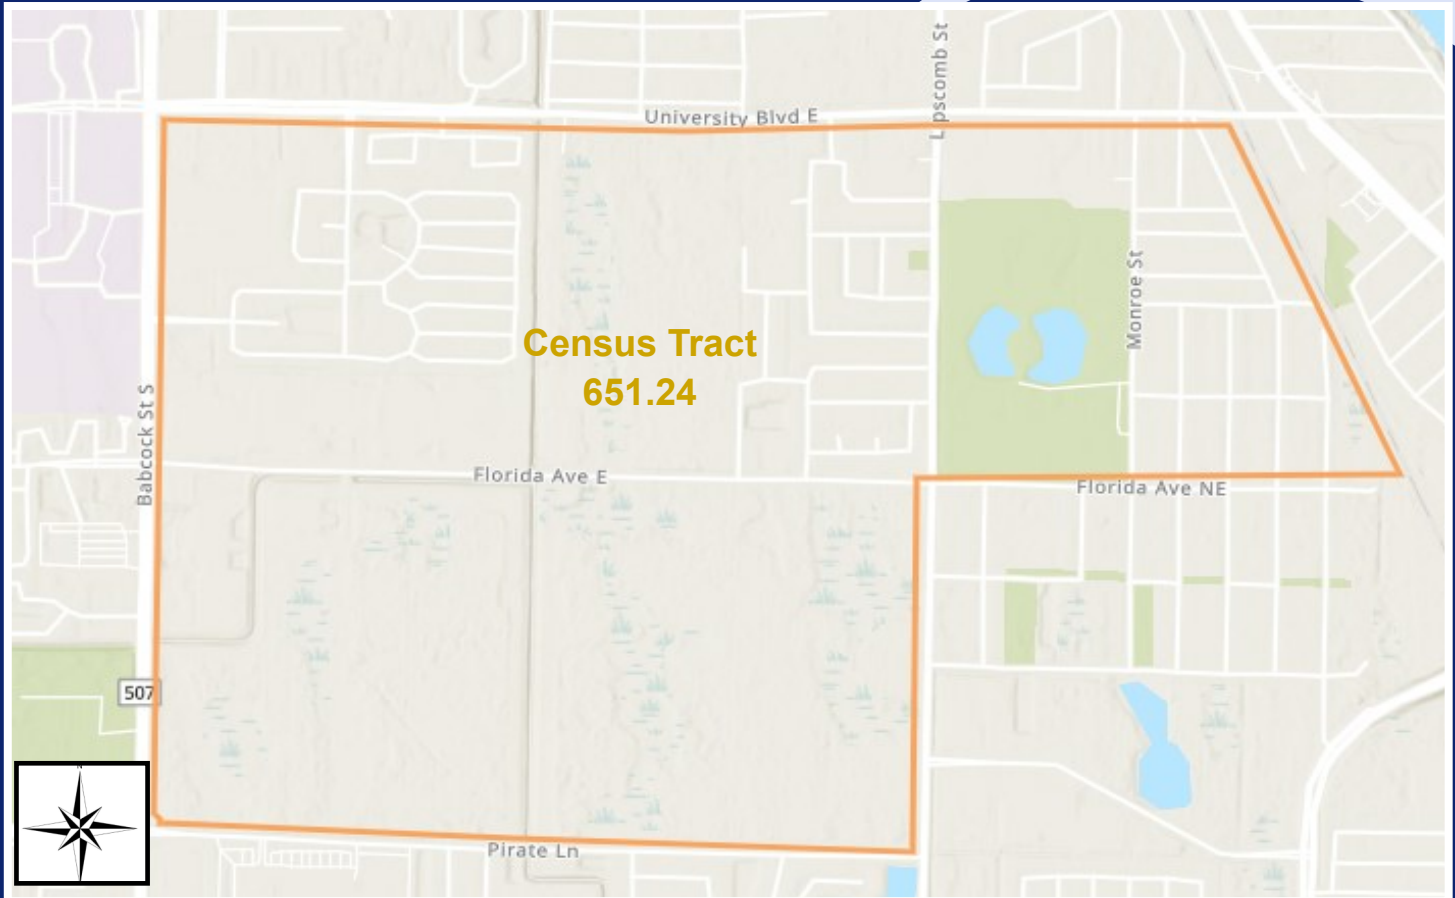 University Blvd E
L pscomb St
Monroe St
Census Tract
651.24
Babcock St S
Florida Ave E
Florida Ave NE
507
N
Pirate Ln